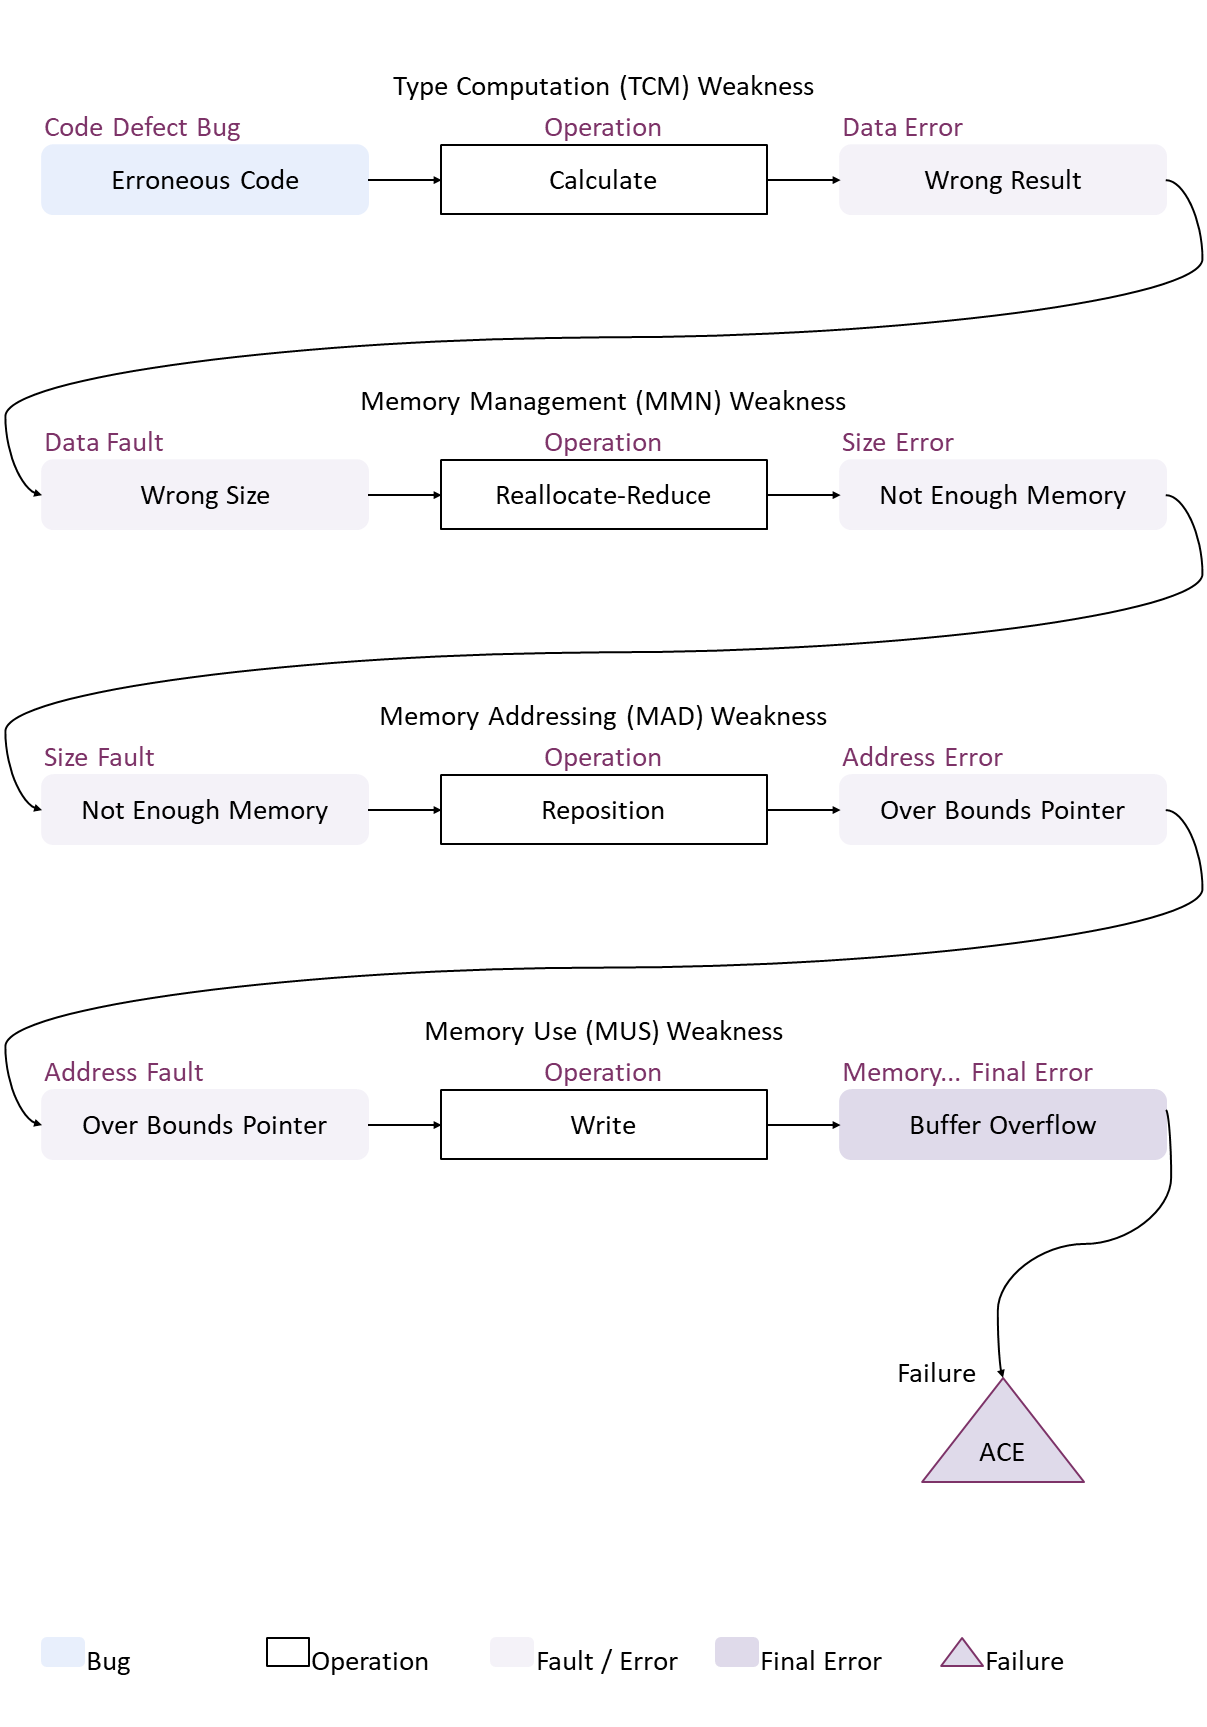 Type Computation (TCM) Weakness
Code Defect Bug Operation Data Error
Erroneous Code Calculate Wrong Result
Memory Management (MMN) Weakness
Data Fault Operation Size Error
Wrong Size Reallocate-Reduce Not Enough Memory
Memory Addressing (MAD) Weakness
Size Fault Operation Address Error
Not Enough Memory Reposition Over Bounds Pointer
Memory Use (MUS) Weakness
Address Fault Operation Memory... Final Error
Over Bounds Pointer Write Buffer Overflow
Failure
ACE
Bug Operation Fault / Error Final Error Failure